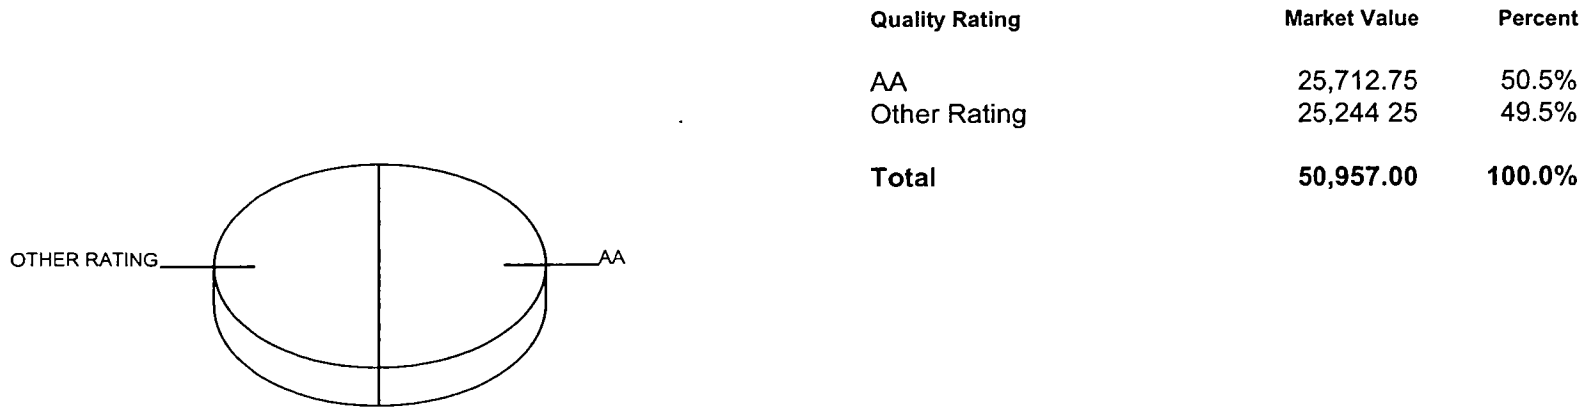 Quality Rating Market Value Percent
AA 25,712.75 50.5%
Other Rating 25,244 25 49.5%
Total 50,957.00 100.0%
OTHER RATING
AA